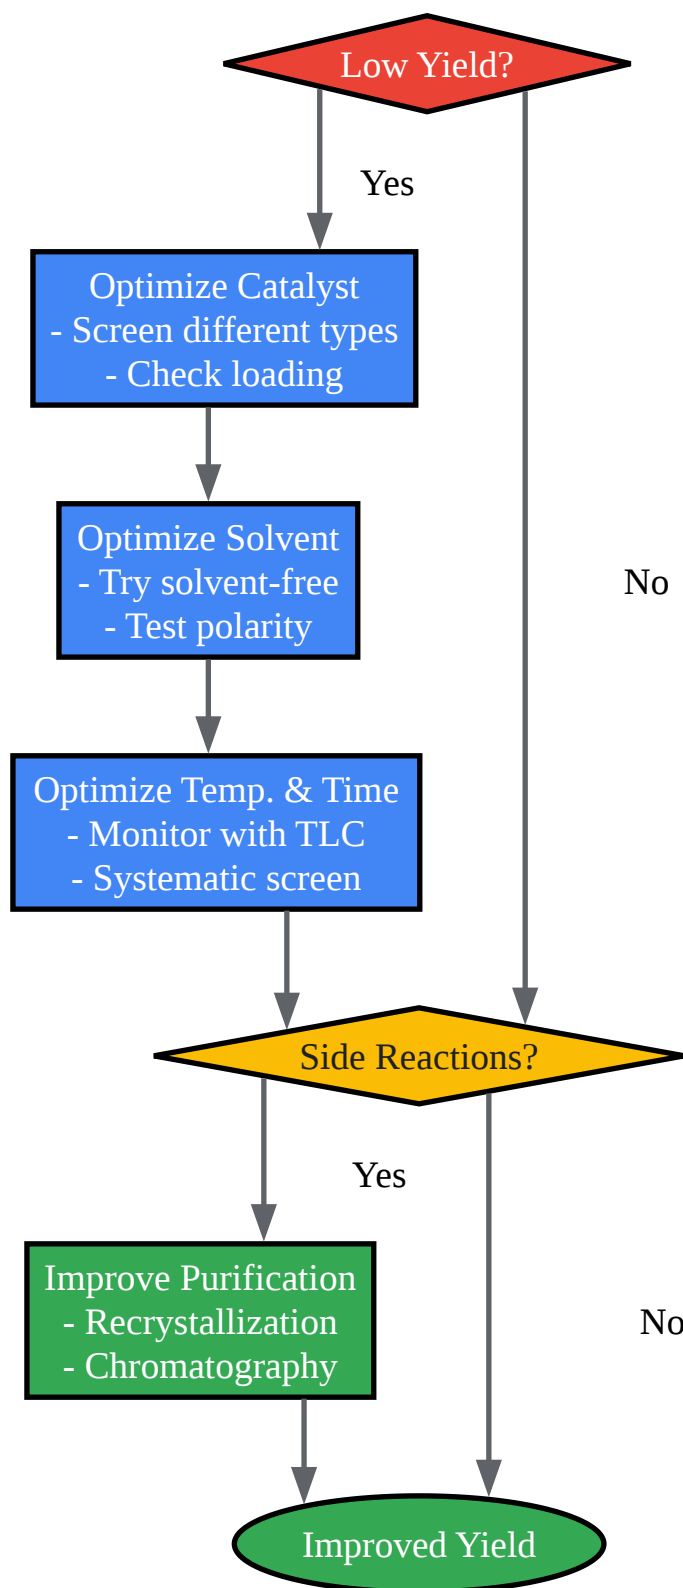 Low Yield?
Yes
Optimize Catalyst
- Screen different types
- Check loading
Optimize Solvent
- Try solvent-free
- Test polarity
No
Optimize Temp. & Time
- Monitor with TLC
- Systematic screen
Side Reactions?
Yes
Improve Purification
- Recrystallization
- Chromatography
No
Improved Yield